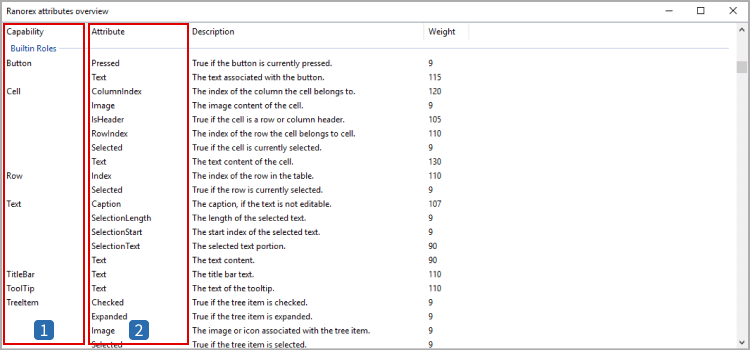 Ranorex attributes overview
Capability Attribute Description Weight
Builtin Roles
Button Pressed True if the button is currently pressed. 9
Text The text associated with the button. 115
Cell ColumnIndex The index of the column the cell belongs to. 120
Image The image content of the cell. 9
IsHeader True if the cell is a row or column header. 105
RowIndex The index of the row the cell belongs to cell. 110
Selected True if the cell is currently selected. 9
Text The text content of the cell. 130
Row Index The index of the row in the table. 110
Selected True if the row is currently selected. 9
Text Caption The caption, if the text is not editable. 107
SelectionLength The length of the selected text. 9
SelectionStart The start index of the selected text. 9
SelectionText The selected text portion. 90
Text The text content. 90
TitleBar Text The title bar text. 110
ToolTip Text The text of the tooltip. 110
TreeItem Checked True if the tree item is checked. 9
Expanded True if the tree item is expanded. 9
1 Image 2 The image or icon associated with the tree item. 9
Selected True if the tree item is selected. 9